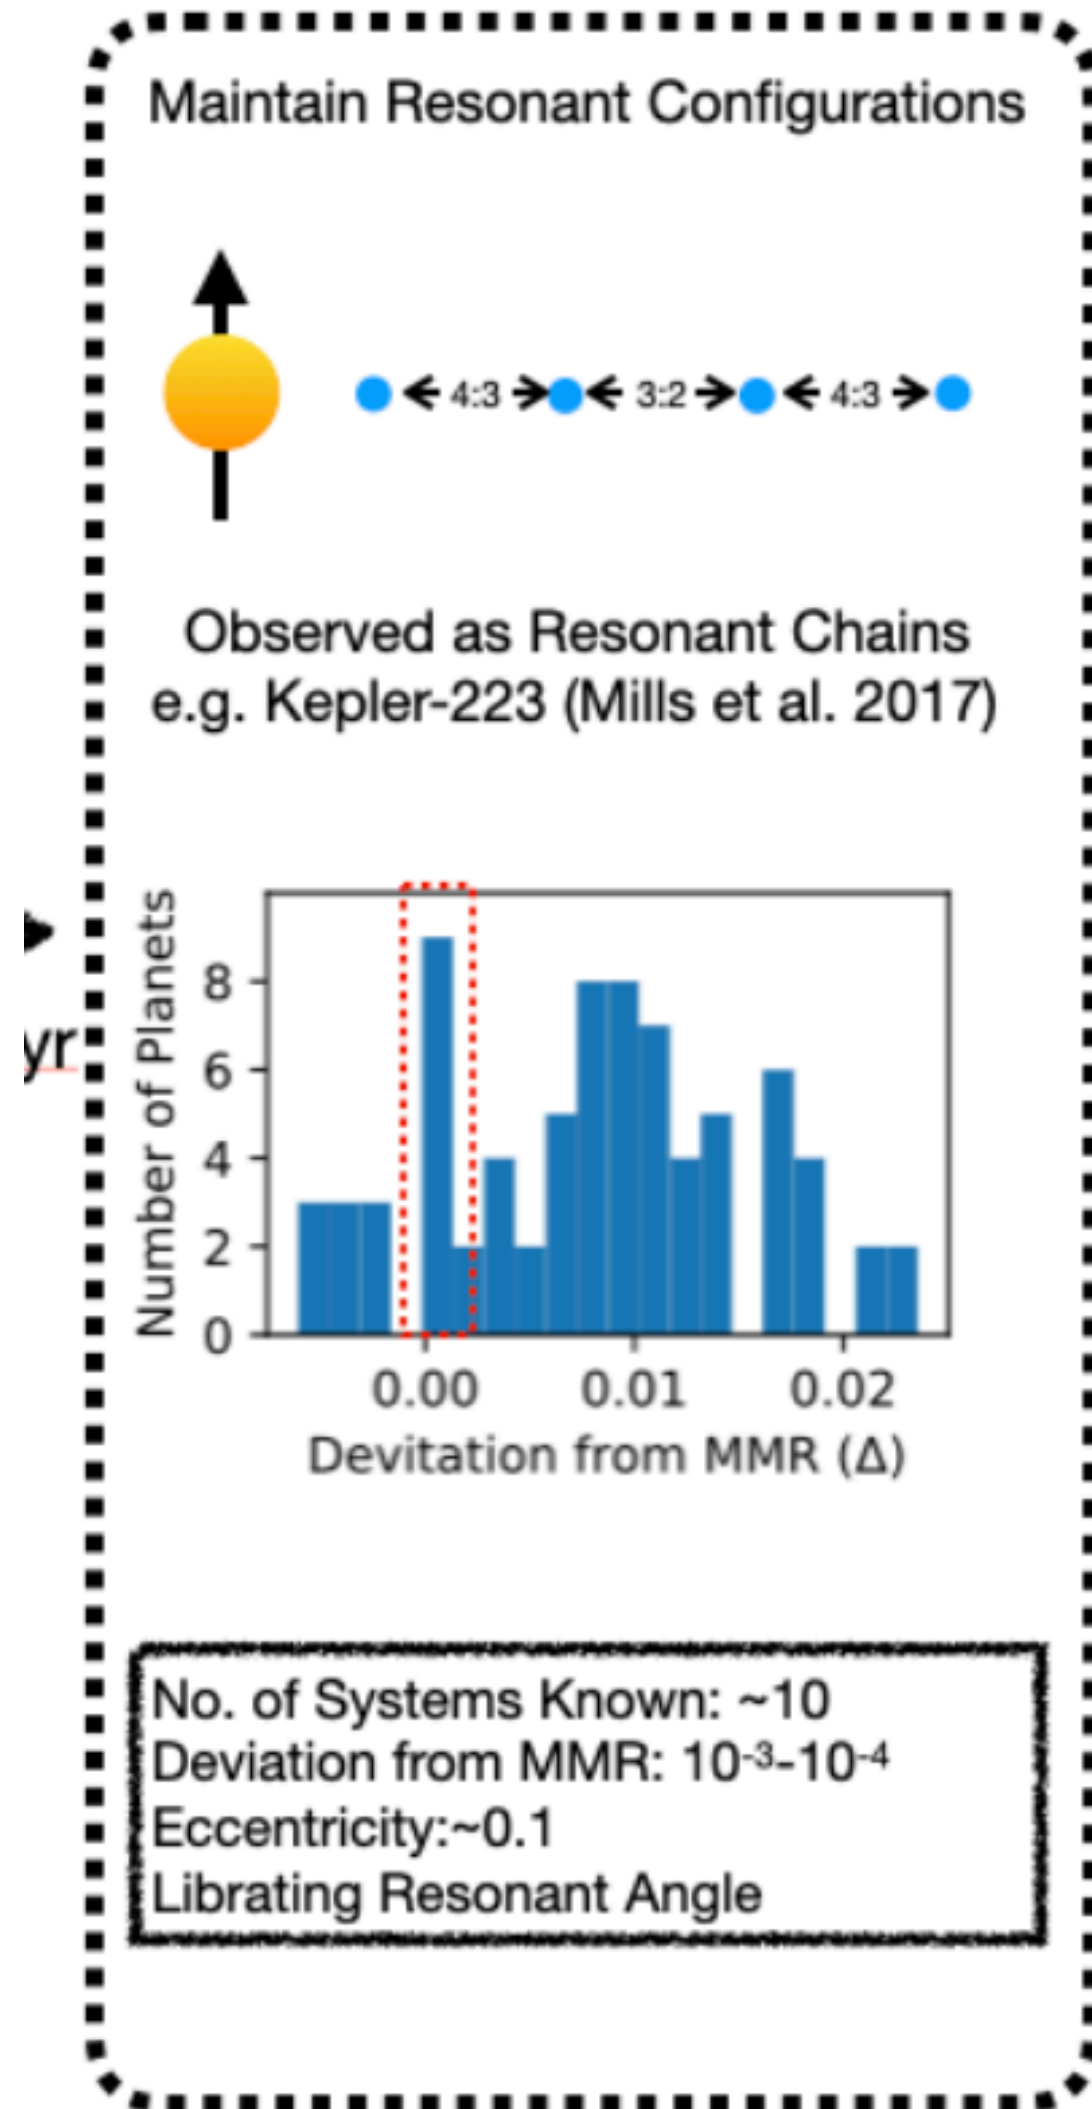 Maintain Resonant Configurations
4:3 3:2 4:3
Observed as Resonant Chains
e.g. Kepler-223 (Mills et al. 2017)
Number of Planets
8
6
4
2
0
0.00 0.01 0.02
Devitation from MMR (Δ)
yr
No. of Systems Known: ~10
Deviation from MMR: 10⁻³-10⁻⁴
Eccentricity:~0.1
Librating Resonant Angle